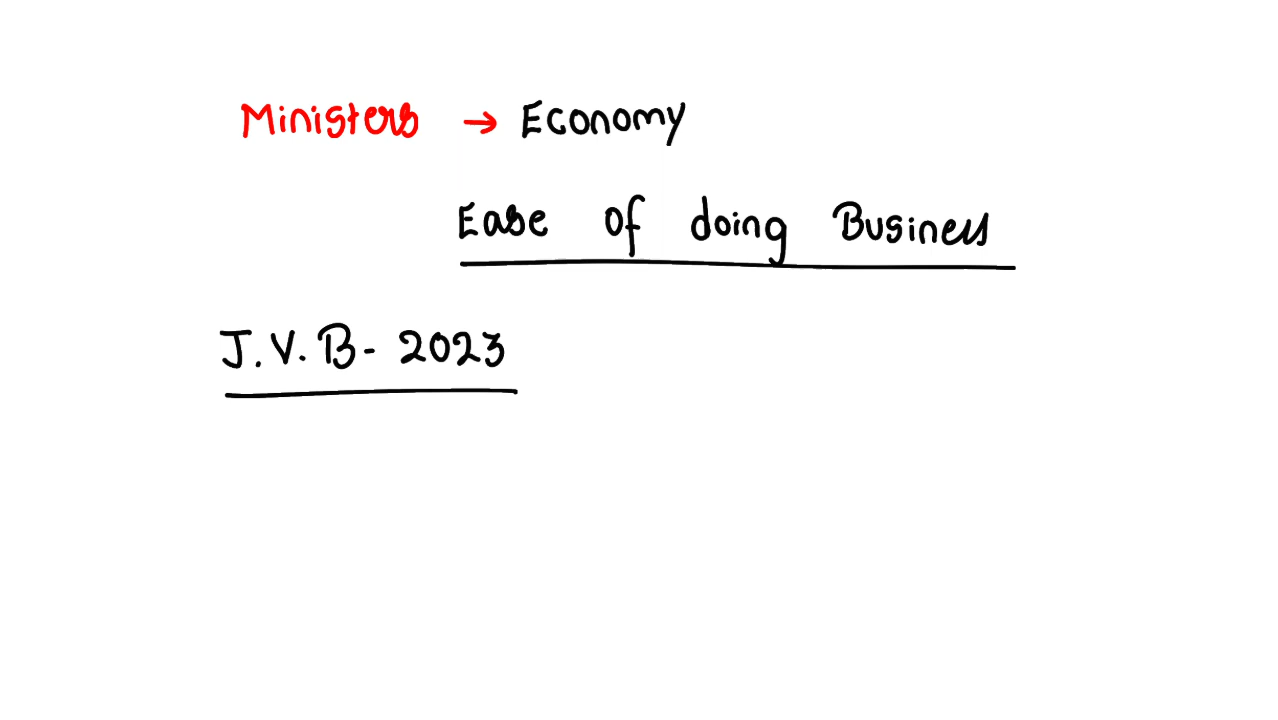 Ministers → Economy
Ease of doing Business
J.V.B- 2023